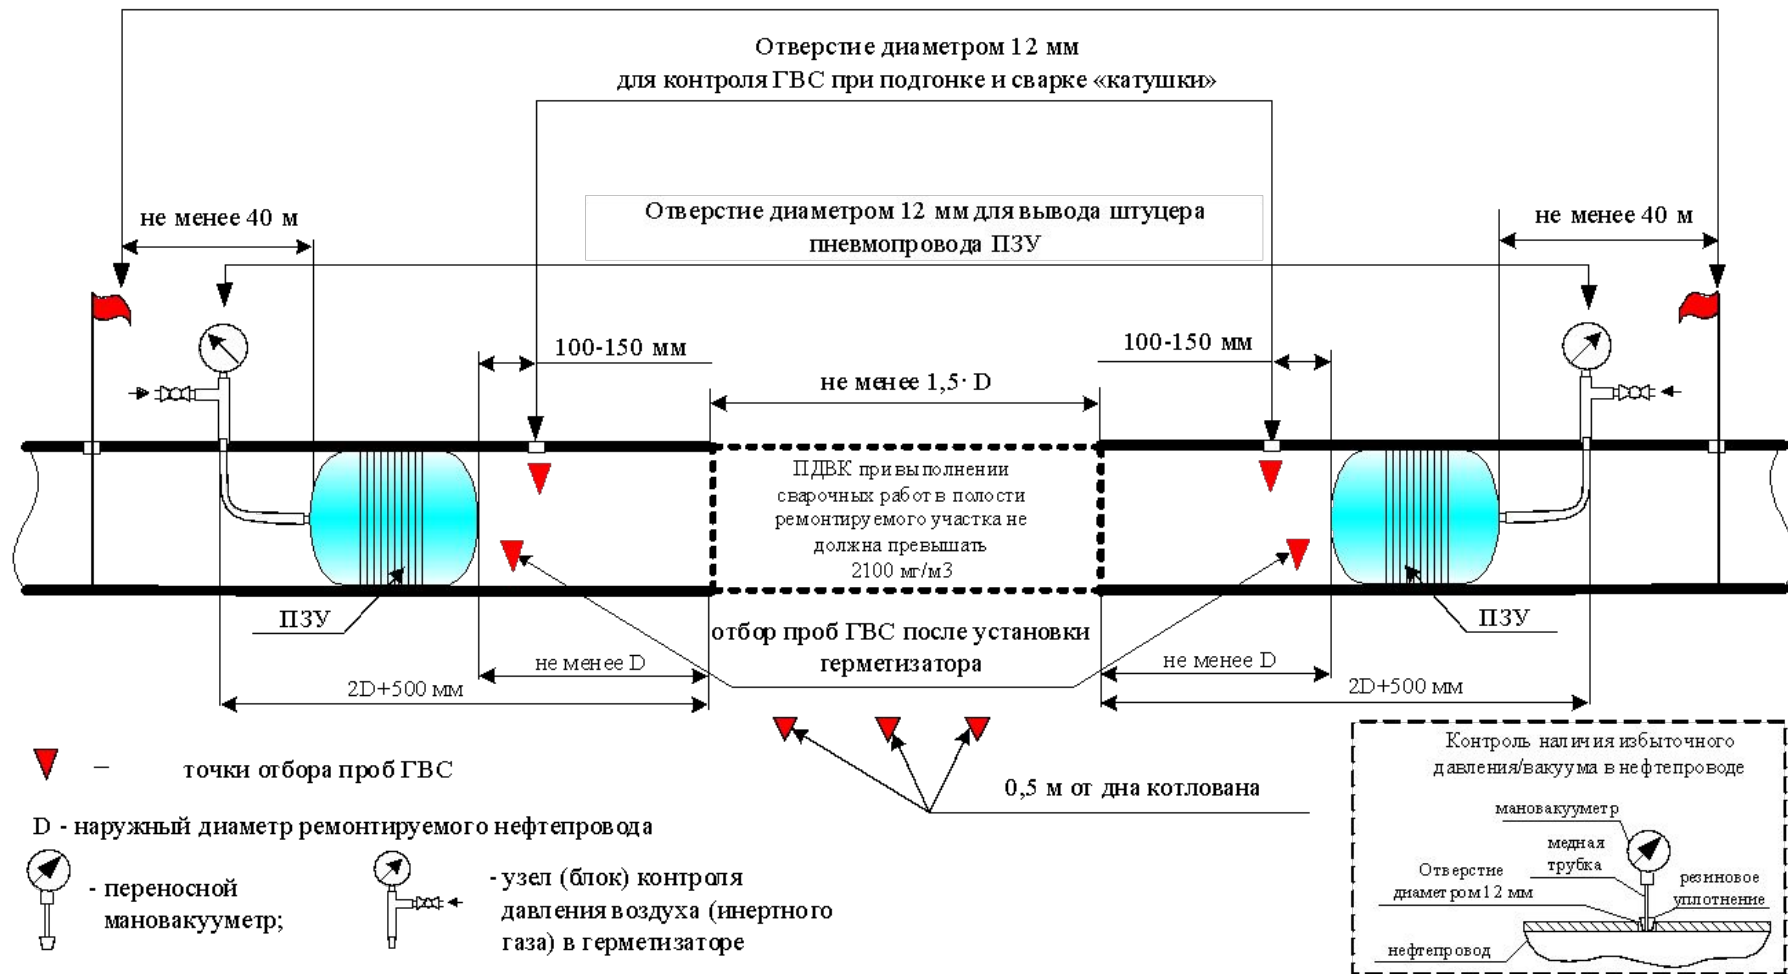 Отверстие диаметром 12 мм
для контроля ГВС при подгонке и сварке «катушки»
не менее 40 м
Отверстие диаметром 12 мм для вывода штуцера
пневмопровода ПЗУ
не менее 40 м
100-150 мм
100-150 мм
не менее 1,5· D
ПДВК при выполнении
сварочных работ в полости
ремонтируемого участка не
должна превышать
2100 мг/м3
ПЗУ
ПЗУ
отбор проб ГВС после установки
герметизатора
не менее D
не менее D
2D+500 мм
2D+500 мм
– точки отбора проб ГВС
0,5 м от дна котлована
D - наружный диаметр ремонтируемого нефтепровода
- переносной
мановакууметр;
- узел (блок) контроля
давления воздуха (инертного
газа) в герметизаторе
Контроль наличия избыточного
давления/вакуума в нефтепроводе
мановакууметр
медная
трубка
Отверстие
диаметром 12 мм
резиновое
уплотнение
нефтепровод